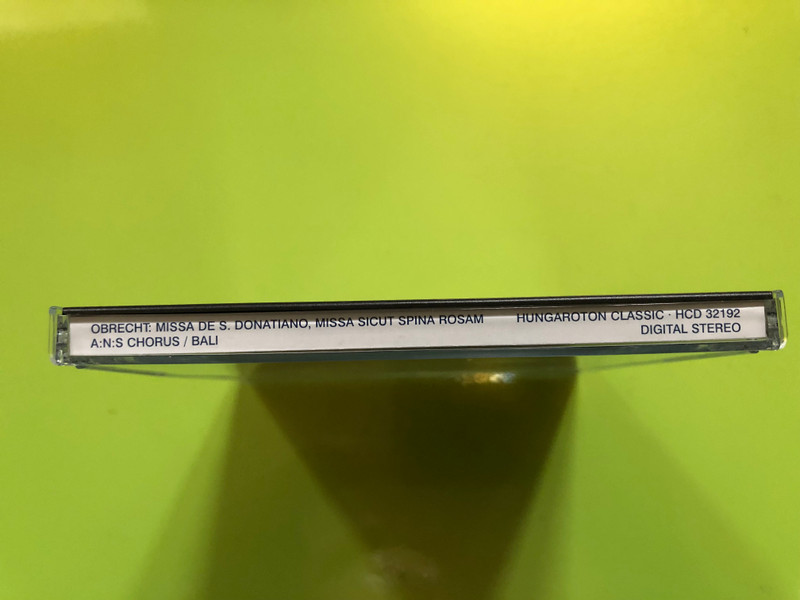 OBRECHT: MISSA DE S. DONATIANO, MISSA SICUT SPINA ROSAM HUNGAROTON CLASSIC · HCD 32192
A:N:S CHORUS / BALI DIGITAL STEREO